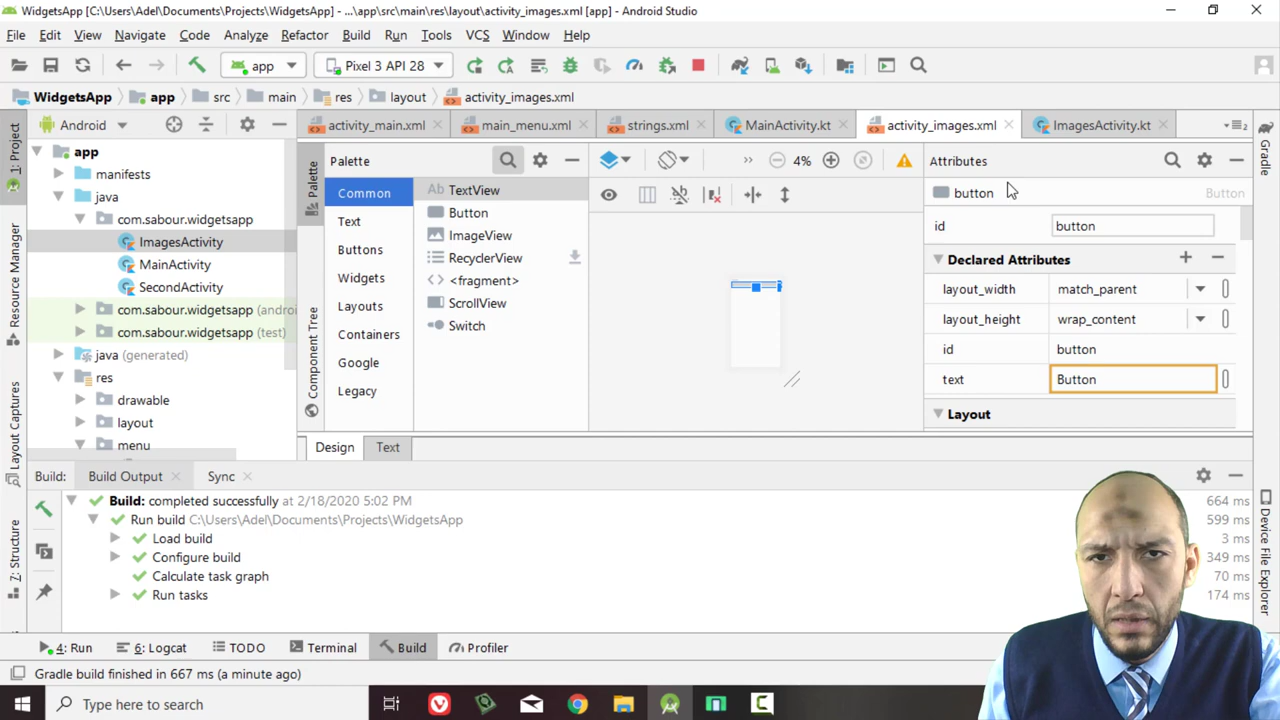 WidgetsApp [C:\Users\Adel\Documents\Projects\WidgetsApp] - ...\app\src\main\res\layout\activity_images.xml [app] - Android Studio
File Edit View Navigate Code Analyze Refactor Build Run Tools VCS Window Help
app Pixel 3 API 28
WidgetsApp app src main res layout activity_images.xml
Android activity_main.xml main_menu.xml strings.xml MainActivity.kt activity_images.xml ImagesActivity.kt
1: Project
Resource Manager
Layout Captures
7: Structure
app
manifests
java
com.sabour.widgetsapp
ImagesActivity
MainActivity
SecondActivity
com.sabour.widgetsapp (andro
com.sabour.widgetsapp (test)
java (generated)
res
drawable
layout
menu
Palette
Component Tree
Palette
Common
Text
Buttons
Widgets
Layouts
Containers
Google
Legacy
Ab TextView
Button
ImageView
RecyclerView
<fragment>
ScrollView
Switch
4%
Attributes
button Button
id button
Declared Attributes
layout_width match_parent
layout_height wrap_content
id button
text Button
Layout
Gradle
Device File Explorer
Design Text
Build: Build Output Sync
Build: completed successfully at 2/18/2020 5:02 PM 664 ms
Run build C:\Users\Adel\Documents\Projects\WidgetsApp 599 ms
Load build 3 ms
Configure build 349 ms
Calculate task graph 70 ms
Run tasks 174 ms
4: Run 6: Logcat TODO Terminal Build Profiler
Gradle build finished in 667 ms (a minute ago)
Type here to search